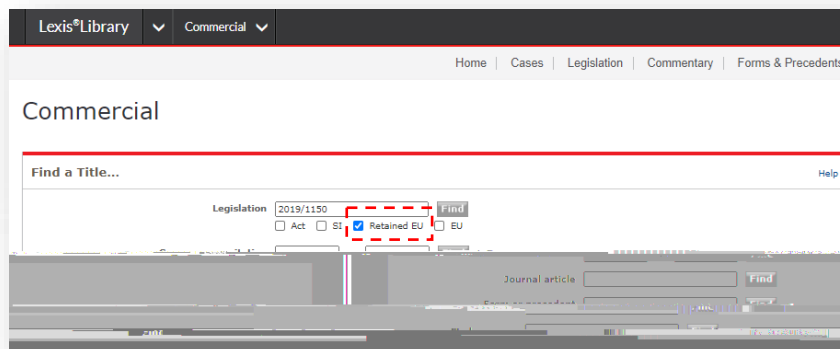 Lexis®Library Commercial
Home | Cases | Legislation | Commentary | Forms & Precedents
Commercial
Find a Title...
Help
Legislation 2019/1150 Find
Act SI Retained EU EU
Journal article Find